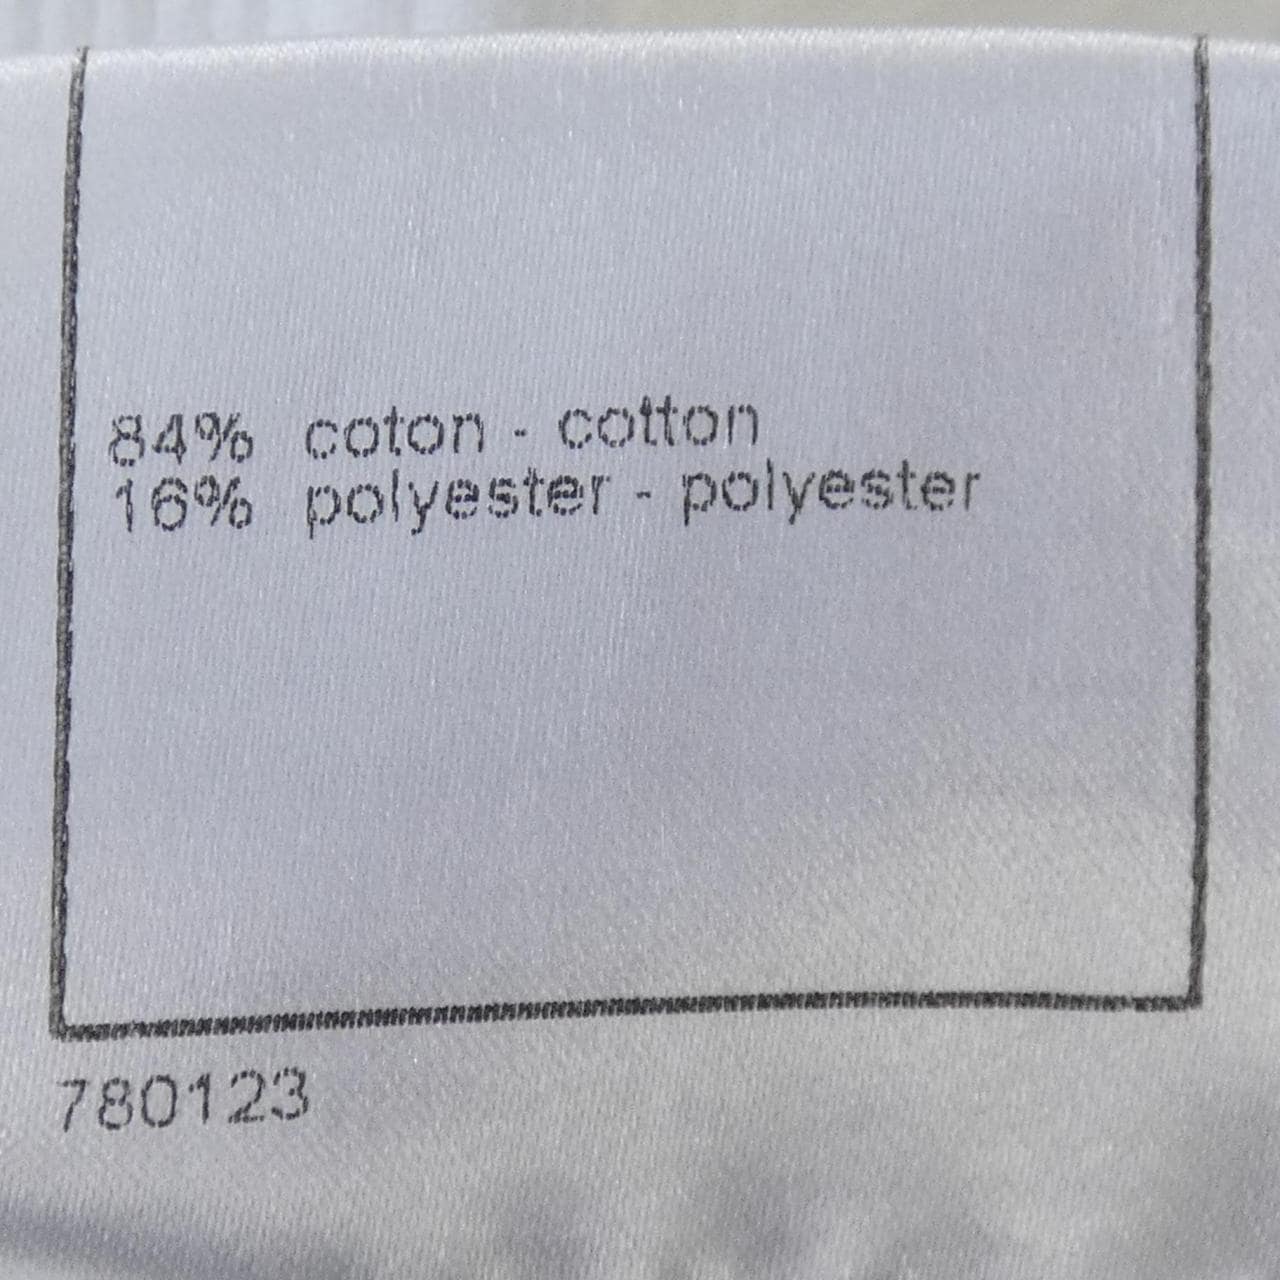 84% coton - cotton
16% polyester - polyester
780123